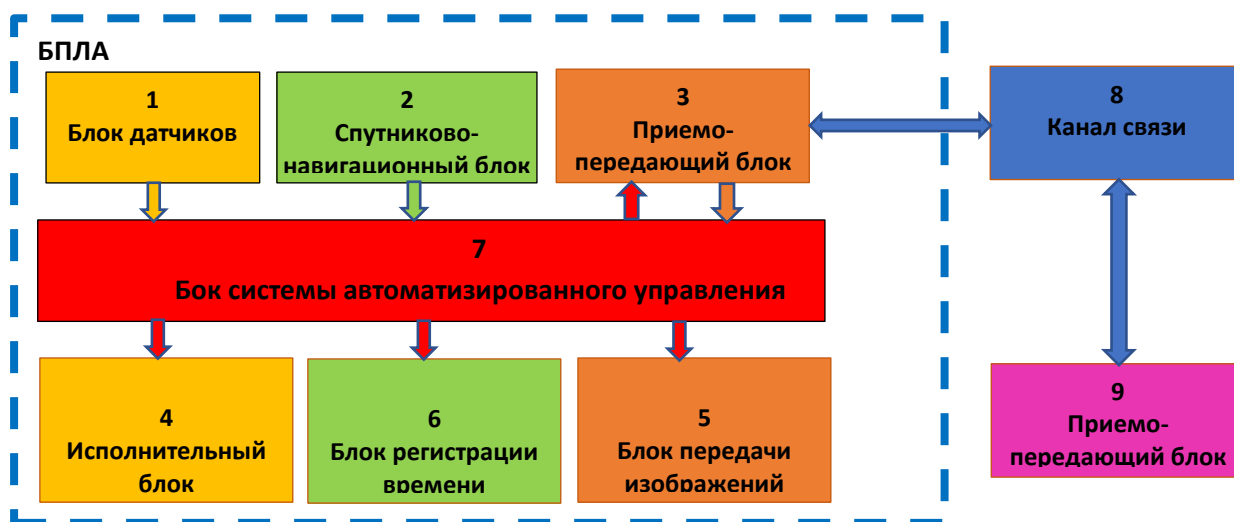 БПЛА
1
Блок датчиков
2
Спутниково-
навигационный блок
3
Приемо-
передающий блок
8
Канал связи
7
Бок системы автоматизированного управления
4
Исполнительный
блок
6
Блок регистрации
времени
5
Блок передачи
изображений
9
Приемо-
передающий блок